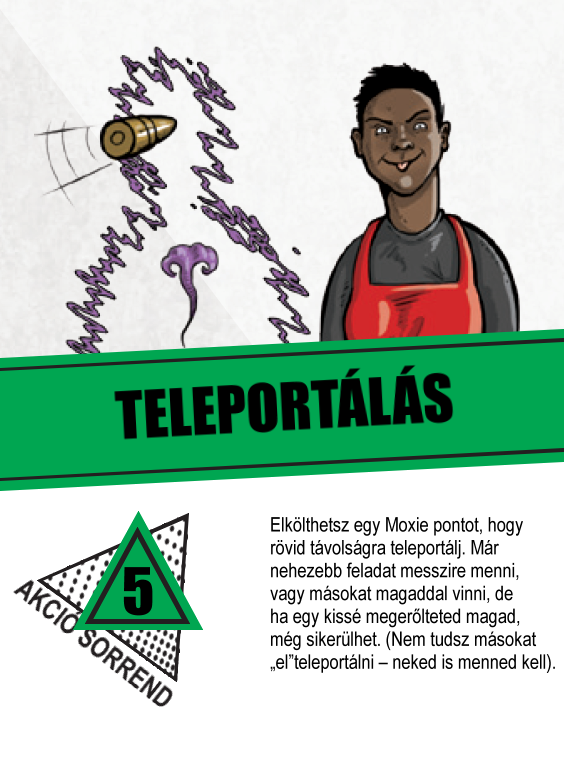 TELEPORTÁLÁS
5
AKCIÓ SORREND
Elkölthetsz egy Moxie pontot, hogy
rövid távolságra teleportálj. Már
nehezebb feladat messzire menni,
vagy másokat magaddal vinni, de
ha egy kissé megerőlteted magad,
még sikerülhet. (Nem tudsz másokat
„el”teleportálni – neked is menned kell).